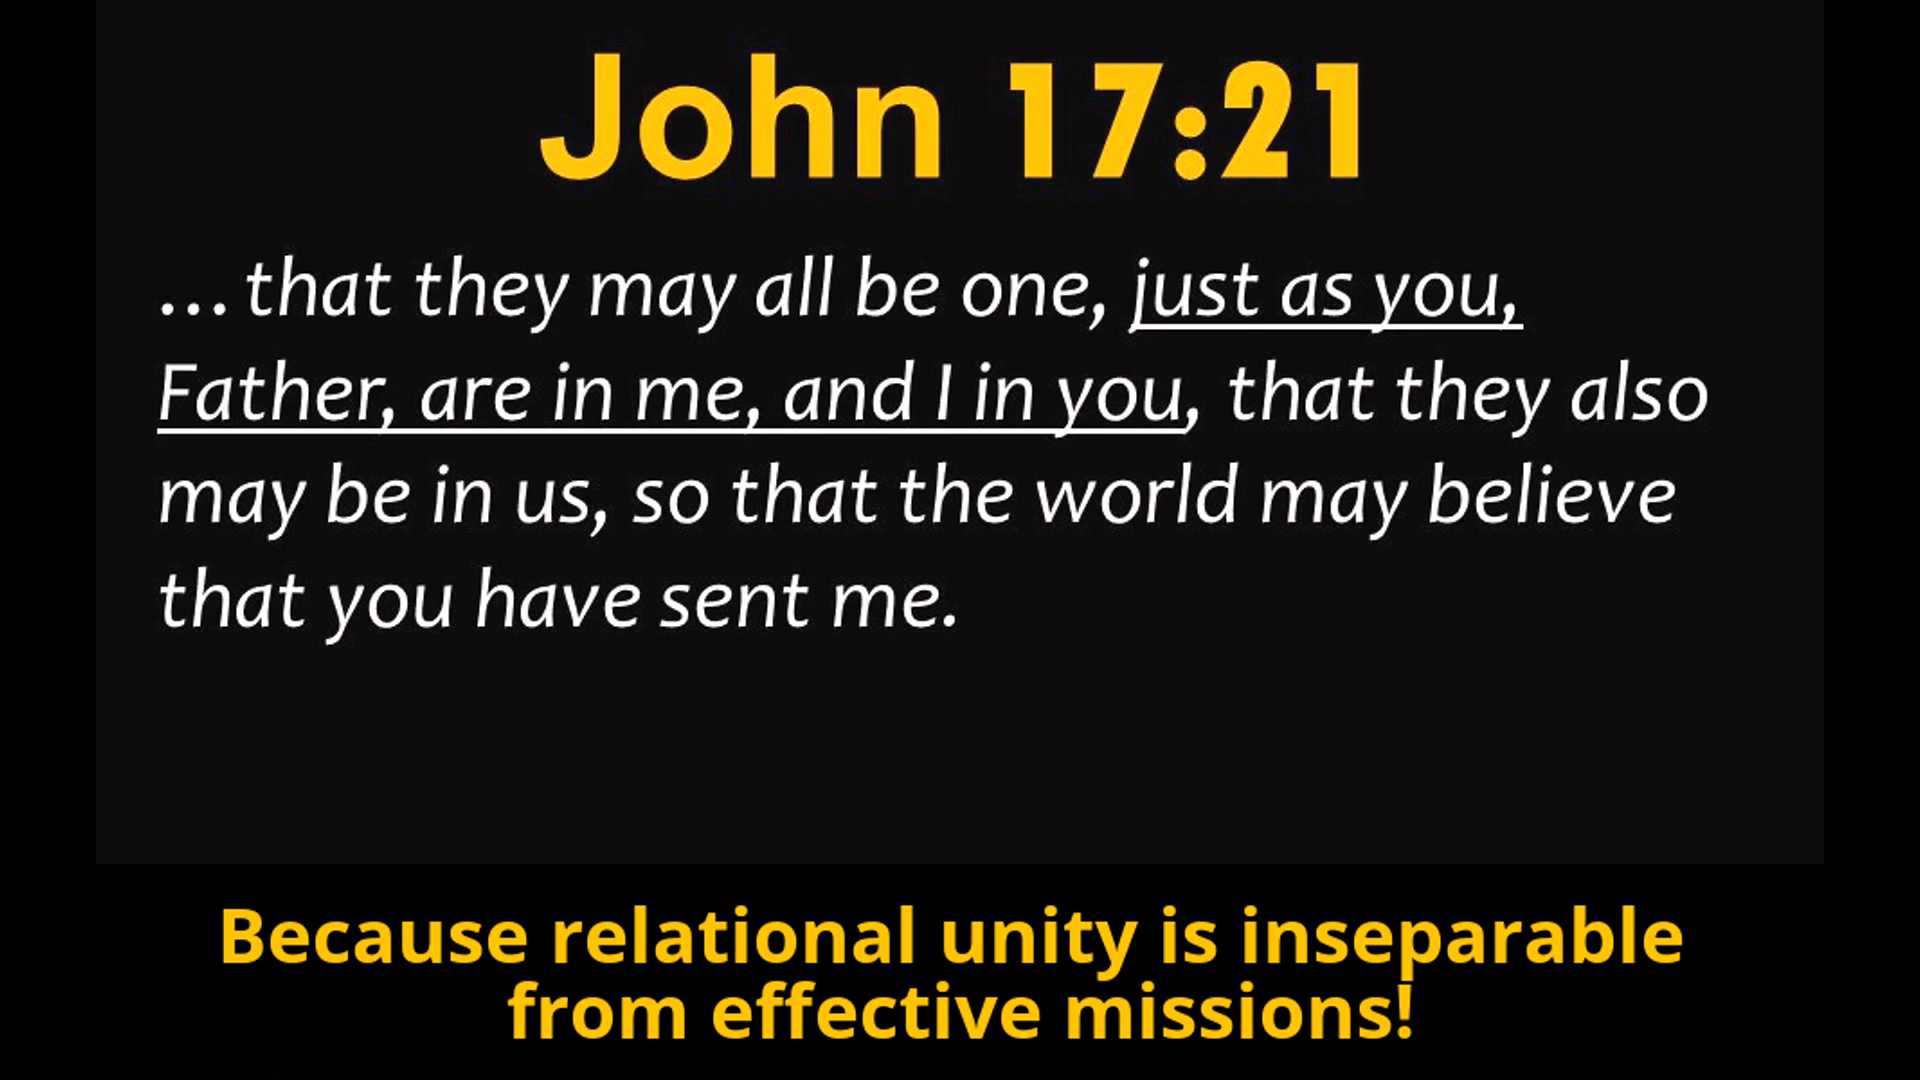 John 17:21
…that they may all be one, just as you,
Father, are in me, and I in you, that they also
may be in us, so that the world may believe
that you have sent me.
Because relational unity is inseparable
from effective missions!